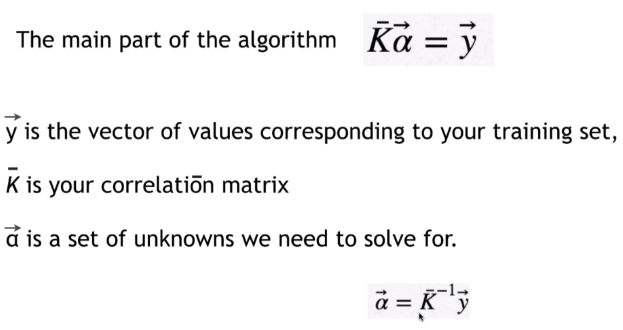 The main part of the algorithm K̄α⃗ = y⃗
y⃗ is the vector of values corresponding to your training set,
K̄ is your correlatiōn matrix
α⃗ is a set of unknowns we need to solve for.
α⃗ = K̄⁻¹y⃗